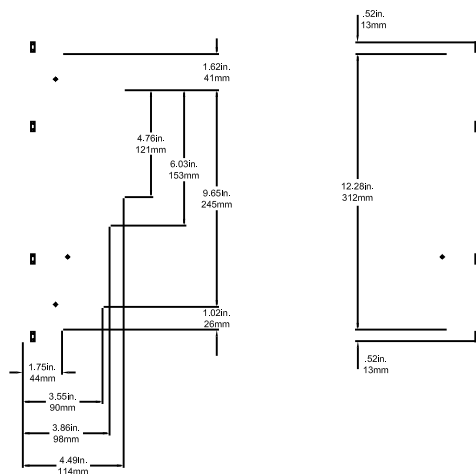 .52in.
13mm
1.62in.
41mm
4.76in.
121mm
6.03in.
153mm
9.65in.
245mm
12.28in.
312mm
1.02in.
26mm
.52in.
13mm
1.75in.
44mm
3.55in.
90mm
3.86in.
98mm
4.49in.
114mm